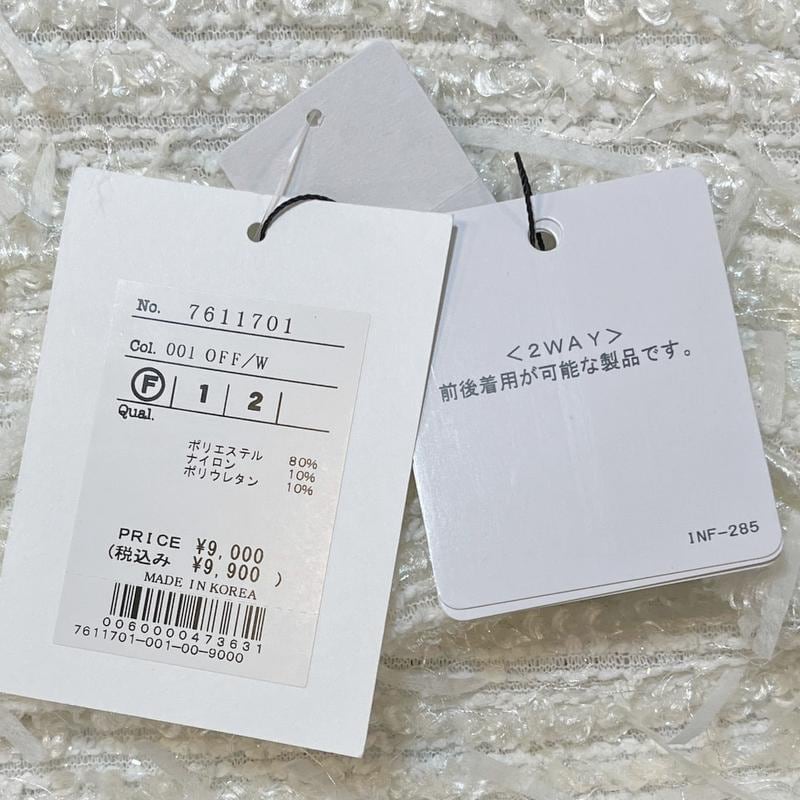 No. 7611701
Col. 001 OFF/W
Ⓕ | 1 | 2 |
Qual.
ポリエステル 80%
ナイロン 10%
ポリウレタン 10%
PRICE ¥9,000
(税込み ¥9,900 )
MADE IN KOREA
0060000473631
7611701-001-00-9000
＜2WAY＞
前後着用が可能な製品です。
INF-285